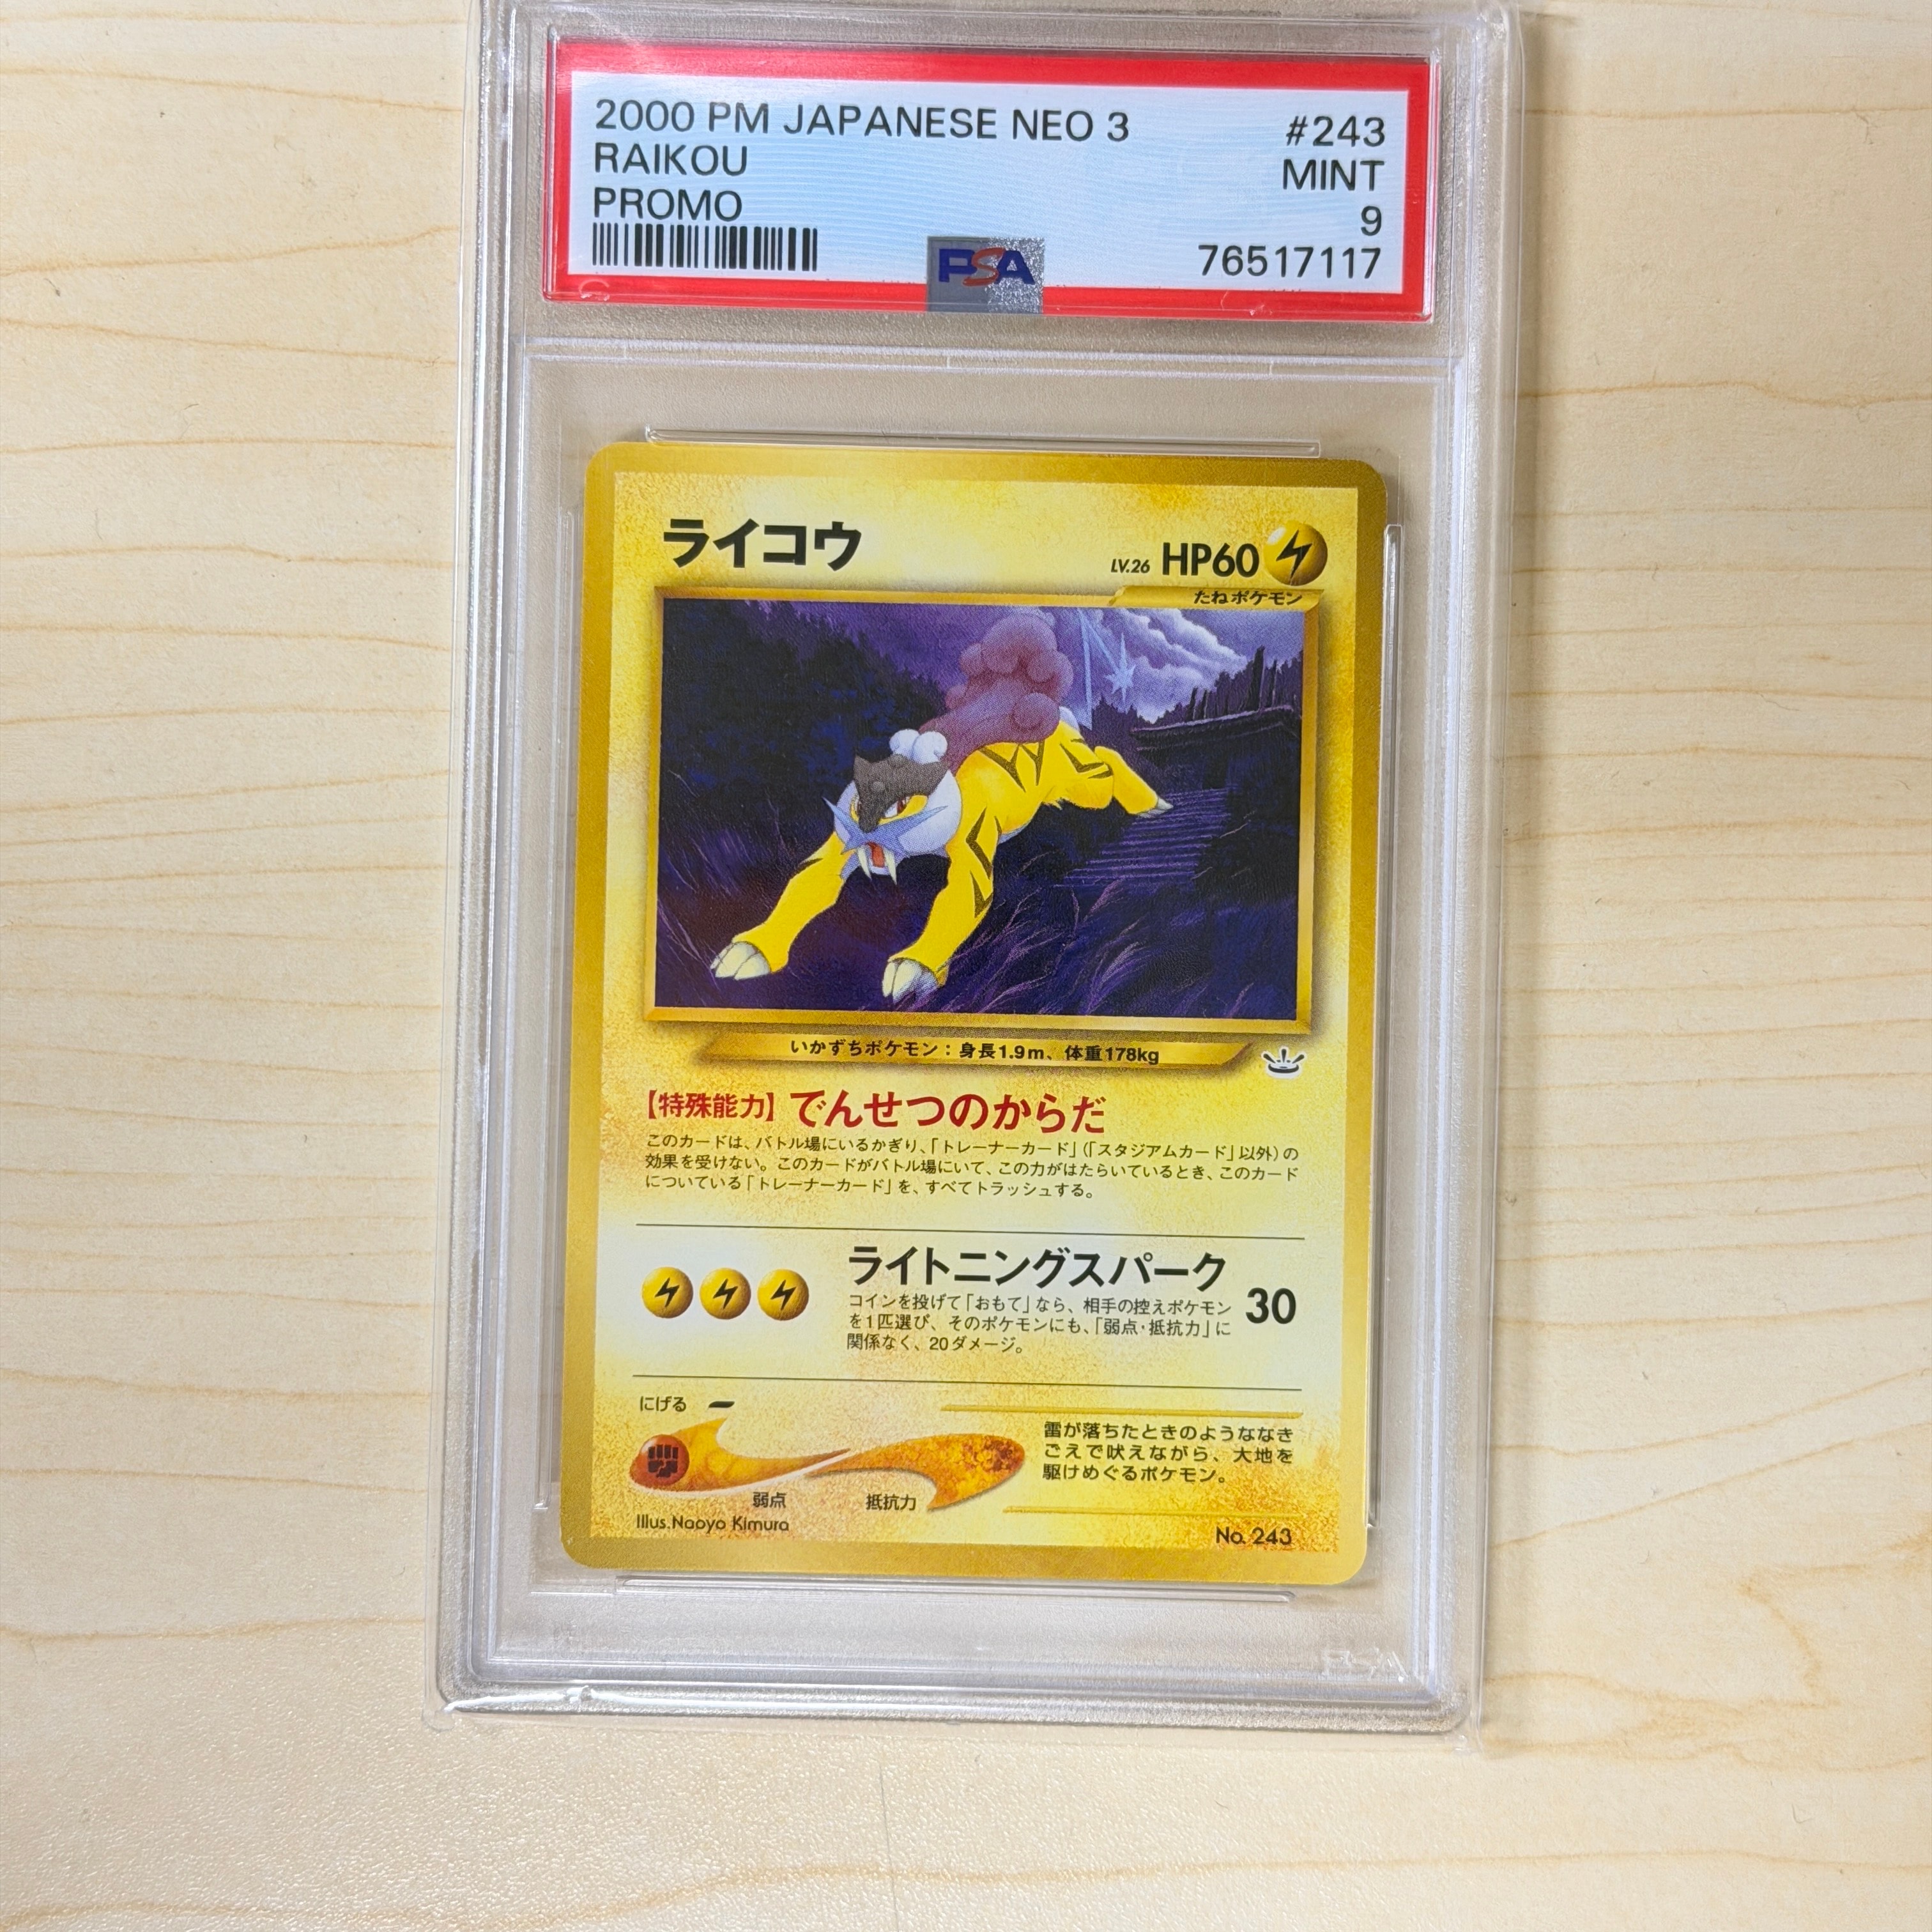 2000 PM JAPANESE NEO 3 #243
RAIKOU MINT
PROMO 9
PSA 76517117
ライコウ LV.26 HP60
たねポケモン
いかずちポケモン：身長1.9m、体重178kg
【特殊能力】でんせつのからだ
このカードは、バトル場にいるかぎり、「トレーナーカード」（「スタジアムカード」以外）の
効果を受けない。このカードがバトル場にいて、この力がはたらいているとき、このカード
についている「トレーナーカード」を、すべてトラッシュする。
ライトニングスパーク 30
コインを投げて「おもて」なら、相手の控えポケモン
を1匹選び、そのポケモンにも、「弱点・抵抗力」に
関係なく、20ダメージ。
にげる
弱点 抵抗力
雷が落ちたときのようななき
ごえで吠えながら、大地を
駆けめぐるポケモン。
Illus.Naoyo Kimura No. 243
PSA